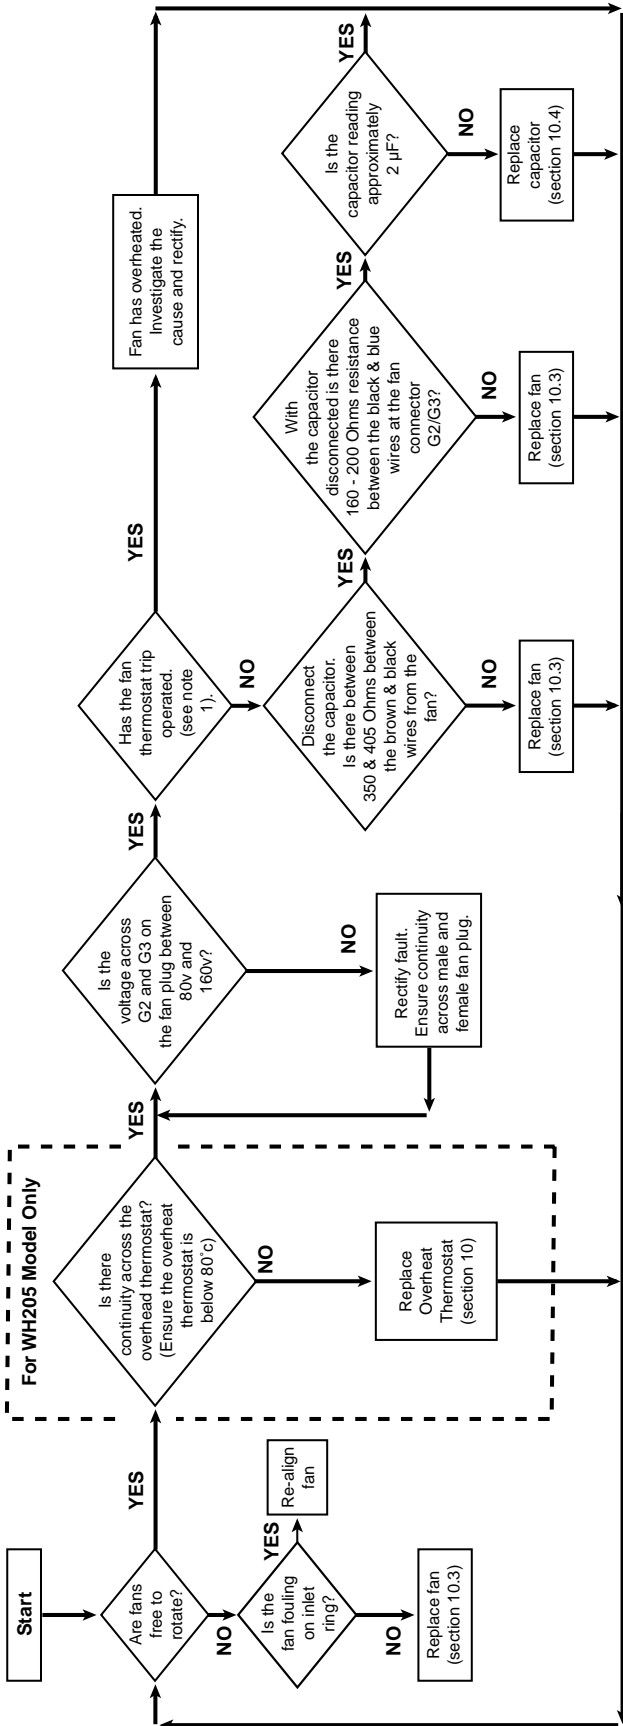 Start
Are fans
free to
rotate?
YES
NO
Is the
fan fouling
on inlet
ring?
YES
Re-align
fan
NO
Replace fan
(section 10.3)
For WH205 Model Only
Is there
continuity across the
overhead thermostat?
(Ensure the overheat
thermostat is
below 80˚c)
YES
NO
Replace
Overheat
Thermostat
(section 10)
Is the
voltage across
G2 and G3 on
the fan plug between
80v and
160v?
YES
NO
Rectify fault.
Ensure continuity
across male and
female fan plug.
Has the fan
thermostat trip
operated.
(see note
1).
YES
Fan has overheated.
Investigate the
cause and rectify.
NO
Disconnect
the capacitor.
Is there between
350 & 405 Ohms between
the brown & black
wires from the
fan?
YES
NO
Replace fan
(section 10.3)
With
the capacitor
disconnected is there
160 - 200 Ohms resistance
between the black & blue
wires at the fan
connector
G2/G3?
YES
NO
Replace fan
(section 10.3)
Is the
capacitor reading
approximately
2 µF?
YES
NO
Replace
capacitor
(section 10.4)